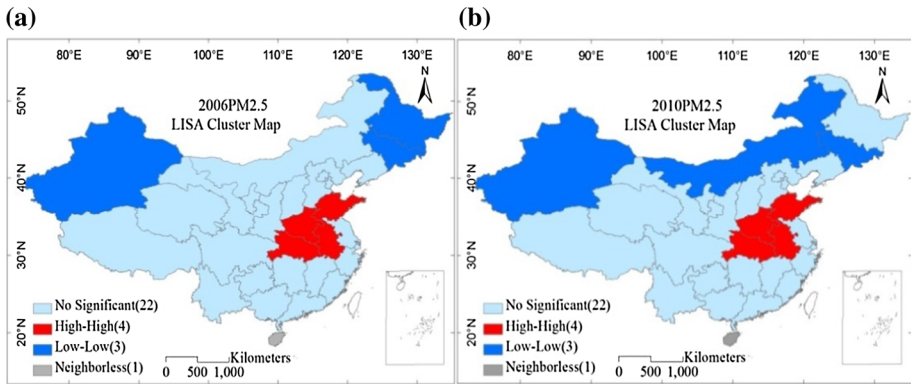 (a)
80°E 90°E 100°E 110°E 120°E 130°E
50°N
40°N
30°N
20°N
N
2006PM2.5
LISA Cluster Map
No Significant(22)
High-High(4)
Low-Low(3)
Neighborless(1)
Kilometers
0 500 1,000
(b)
80°E 90°E 100°E 110°E 120°E 130°E
50°N
40°N
30°N
20°N
N
2010PM2.5
LISA Cluster Map
No Significant(22)
High-High(4)
Low-Low(3)
Neighborless(1)
Kilometers
0 500 1,000